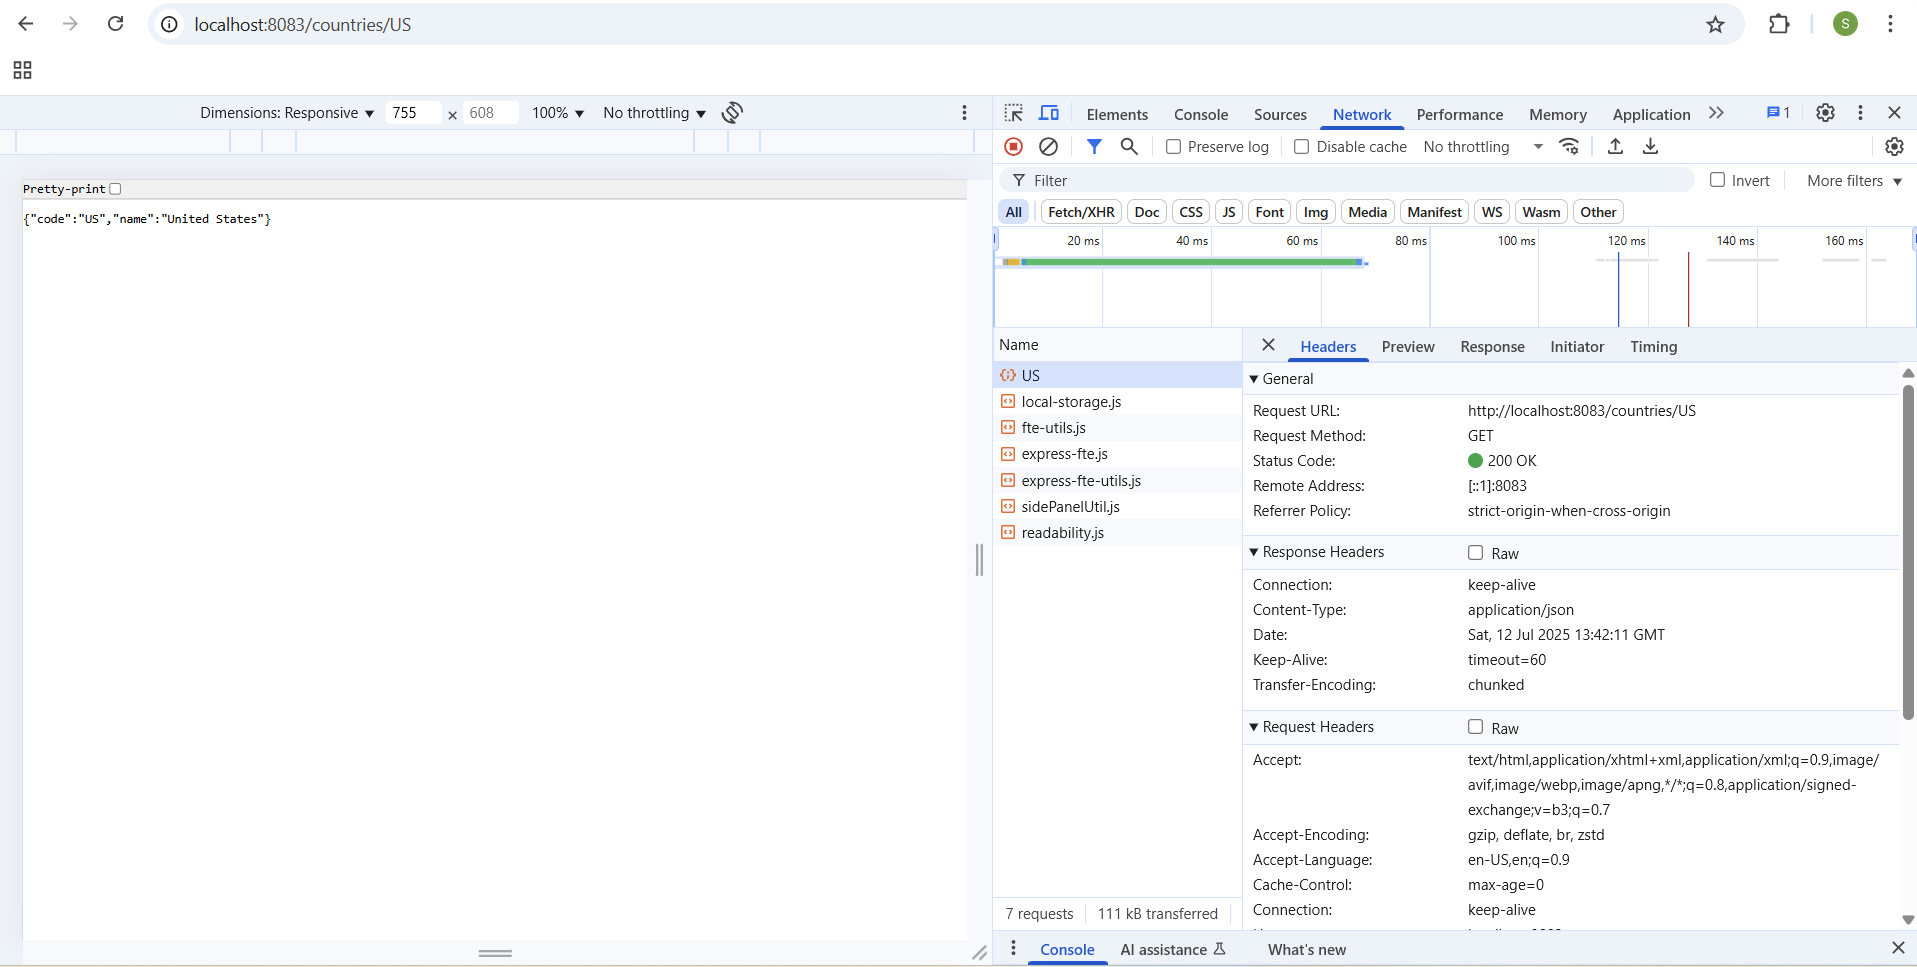 localhost:8083/countries/US
S
Dimensions: Responsive 755 × 608 100% No throttling
Pretty-print
{"code":"US","name":"United States"}
Elements Console Sources Network Performance Memory Application 1
Preserve log Disable cache No throttling
Filter Invert More filters
All Fetch/XHR Doc CSS JS Font Img Media Manifest WS Wasm Other
20 ms 40 ms 60 ms 80 ms 100 ms 120 ms 140 ms 160 ms
Name
US
local-storage.js
fte-utils.js
express-fte.js
express-fte-utils.js
sidePanelUtil.js
readability.js
7 requests 111 kB transferred
Headers Preview Response Initiator Timing
General
Request URL: http://localhost:8083/countries/US
Request Method: GET
Status Code: 200 OK
Remote Address: [::1]:8083
Referrer Policy: strict-origin-when-cross-origin
Response Headers Raw
Connection: keep-alive
Content-Type: application/json
Date: Sat, 12 Jul 2025 13:42:11 GMT
Keep-Alive: timeout=60
Transfer-Encoding: chunked
Request Headers Raw
Accept: text/html,application/xhtml+xml,application/xml;q=0.9,image/
avif,image/webp,image/apng,*/*;q=0.8,application/signed-
exchange;v=b3;q=0.7
Accept-Encoding: gzip, deflate, br, zstd
Accept-Language: en-US,en;q=0.9
Cache-Control: max-age=0
Connection: keep-alive
Console AI assistance What's new